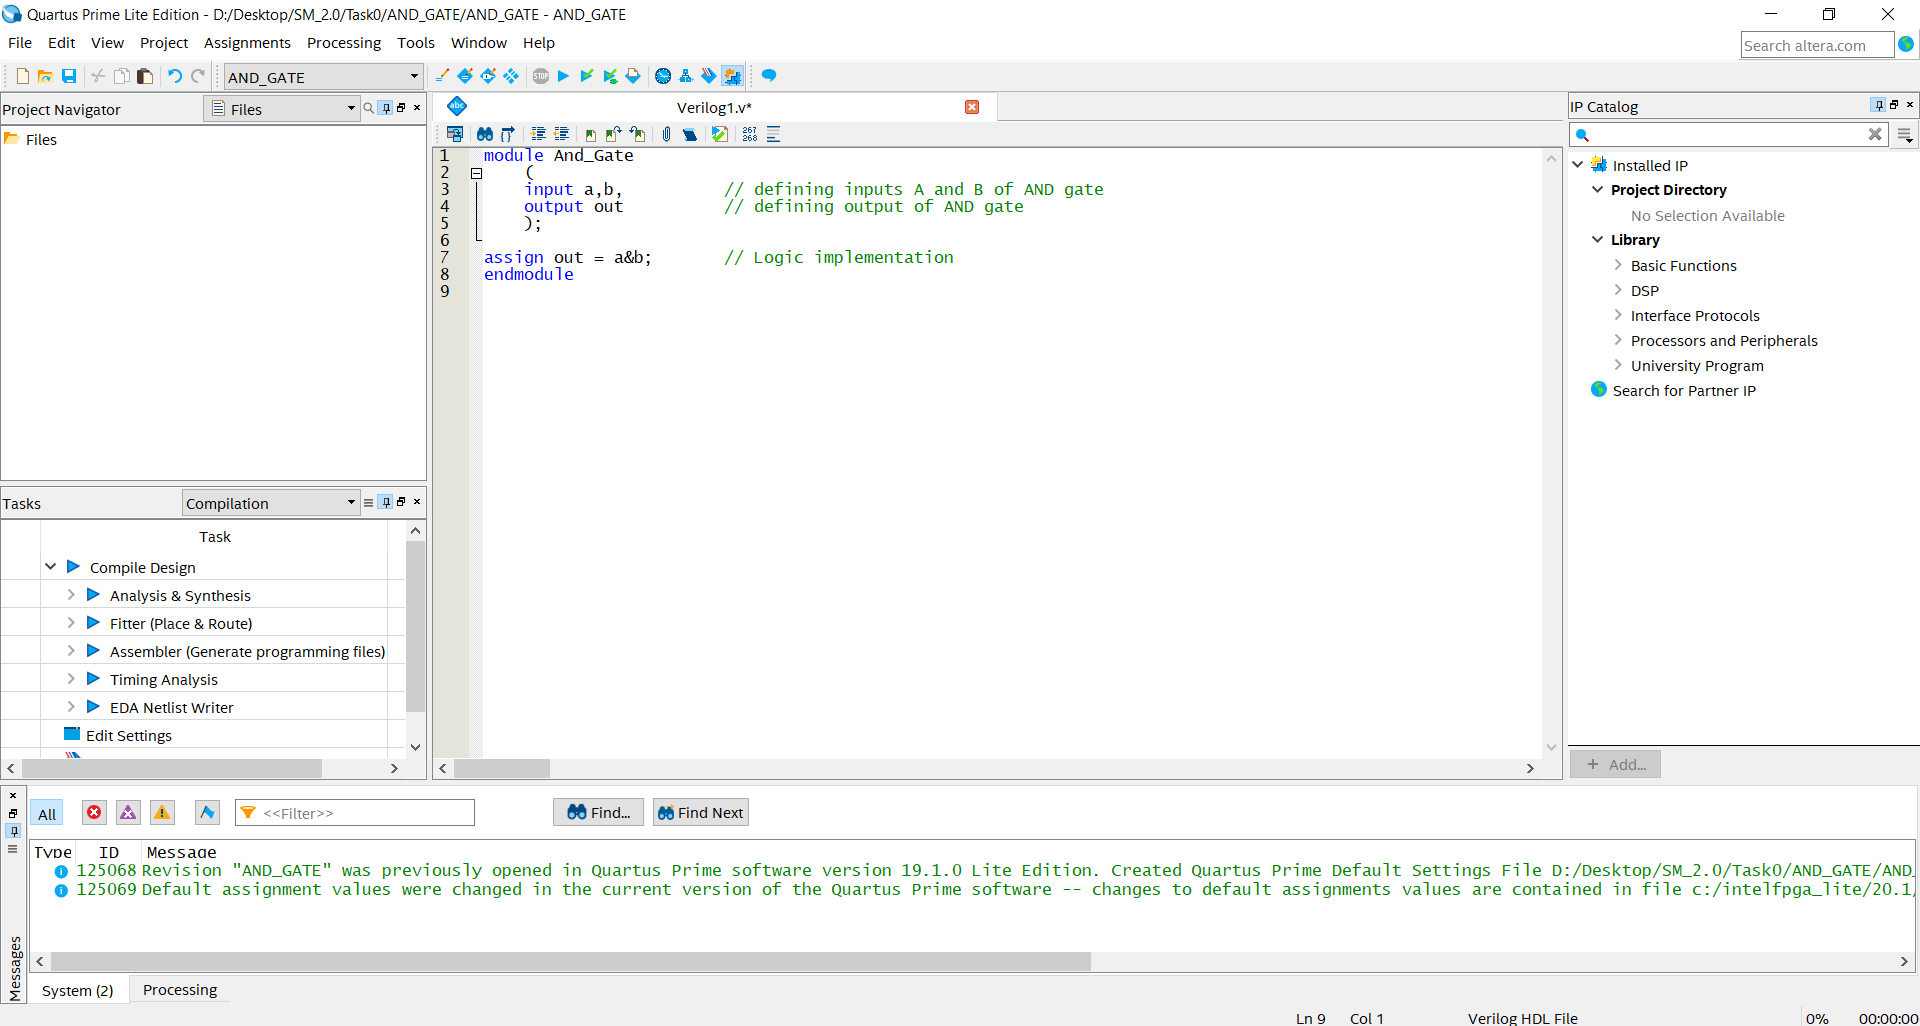 Quartus Prime Lite Edition - D:/Desktop/SM_2.0/Task0/AND_GATE/AND_GATE - AND_GATE
File Edit View Project Assignments Processing Tools Window Help
Search altera.com
STOP
AND_GATE
Project Navigator
Files
Files
abc
Verilog1.v*
267
268
1 module And_Gate
2 (
3 input a,b, // defining inputs A and B of AND gate
4 output out // defining output of AND gate
5 );
6
7 assign out = a&b; // Logic implementation
8 endmodule
9
IP Catalog
Installed IP
Project Directory
No Selection Available
Library
Basic Functions
DSP
Interface Protocols
Processors and Peripherals
University Program
Search for Partner IP
+ Add...
Tasks
Compilation
Task
Compile Design
Analysis & Synthesis
Fitter (Place & Route)
Assembler (Generate programming files)
Timing Analysis
EDA Netlist Writer
Edit Settings
Messages
All
<<Filter>>
Find...
Find Next
Type ID Message
125068 Revision "AND_GATE" was previously opened in Quartus Prime software version 19.1.0 Lite Edition. Created Quartus Prime Default Settings File D:/Desktop/SM_2.0/Task0/AND_GATE/AND_
125069 Default assignment values were changed in the current version of the Quartus Prime software -- changes to default assignments values are contained in file c:/intelfpga_lite/20.1/
System (2)
Processing
Ln 9 Col 1 Verilog HDL File 0% 00:00:00